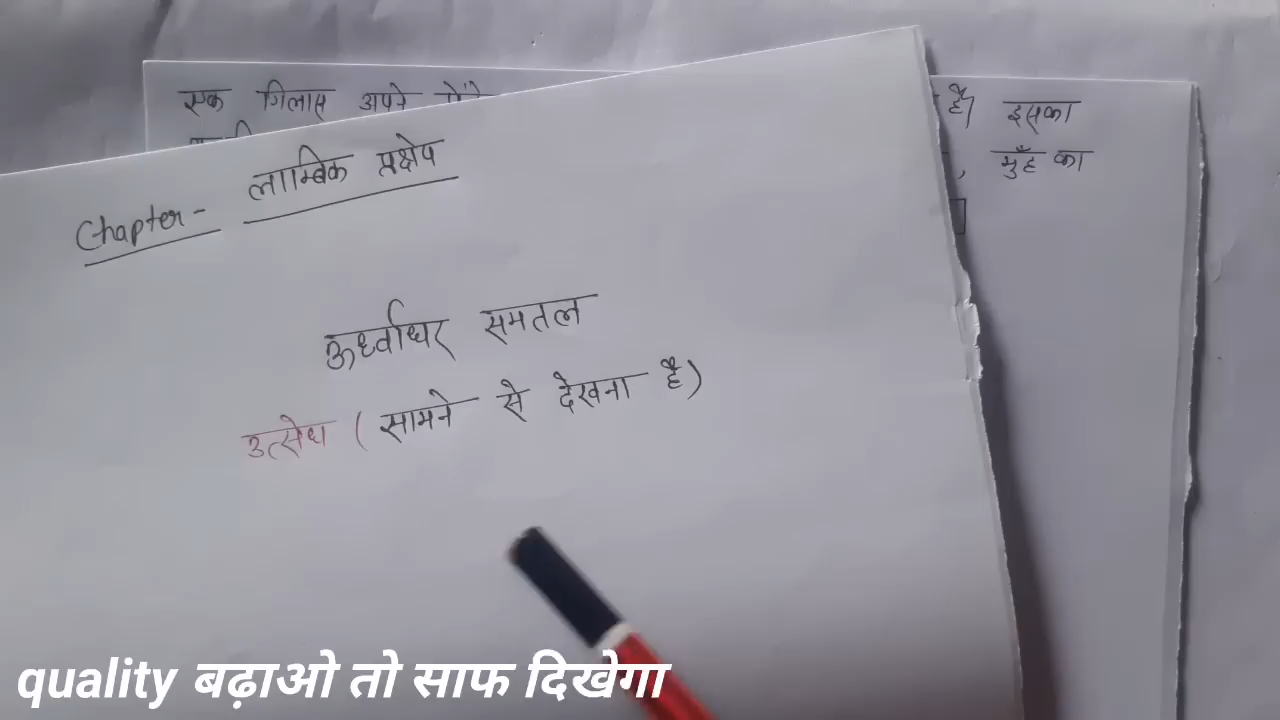 एक गिलास अपने पेंदे
है। इसका
, मुँह का
Chapter- लाम्बिक प्रक्षेप
ऊर्ध्वाधर समतल
उत्सेध ( सामने से देखना है)
quality बढ़ाओ तो साफ दिखेगा